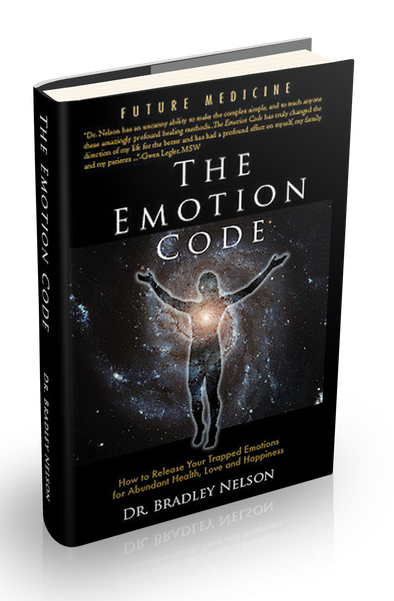 FUTURE MEDICINE
"Dr. Nelson has an uncanny ability to make the complex simple, and to teach anyone
these amazingly profound healing methods. The Emotion Code has truly changed the
direction of my life for the better and has had a profound effect on myself, my family
and my patients ..."-Gwen Legler, MSW
THE
EMOTION
CODE
How to Release Your Trapped Emotions
for Abundant Health, Love and Happiness
DR. BRADLEY NELSON
THE EMOTION CODE
DR. BRADLEY NELSON